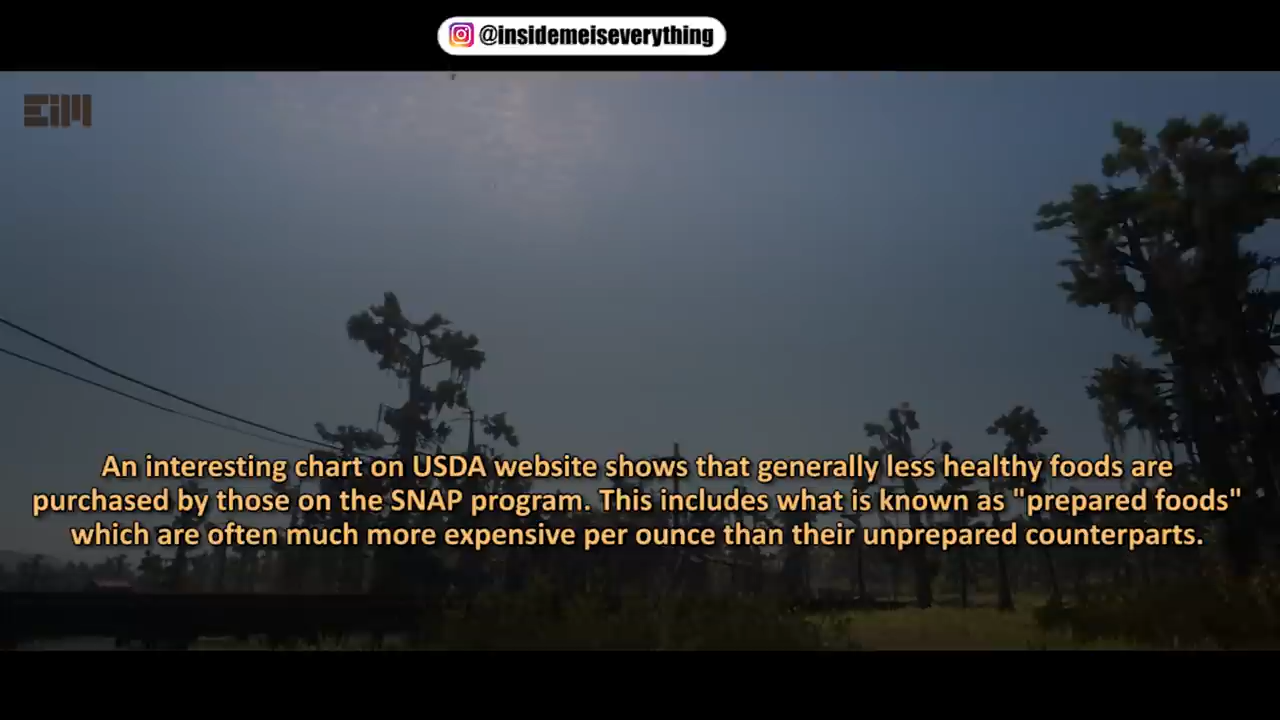 @insidemeiseverything
EiM
An interesting chart on USDA website shows that generally less healthy foods are
purchased by those on the SNAP program. This includes what is known as "prepared foods"
which are often much more expensive per ounce than their unprepared counterparts.